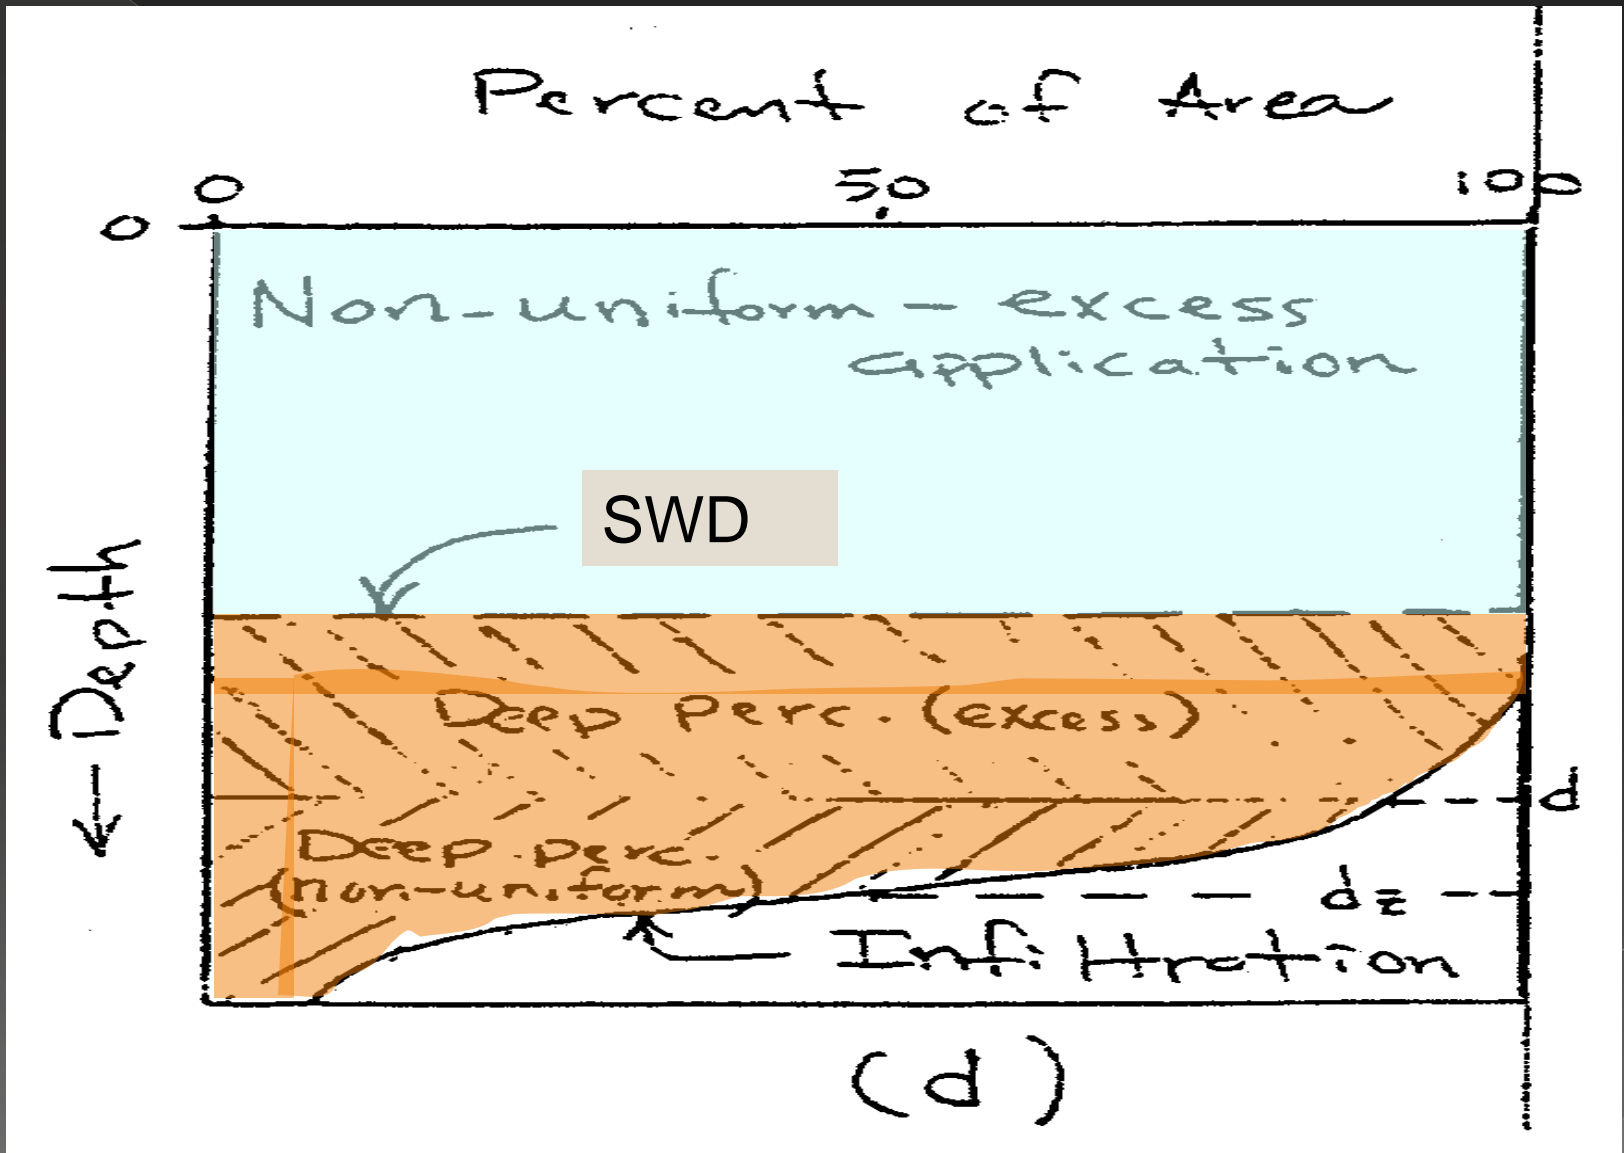 Percent of Area
0 50 100
0
Non-uniform - excess
application
SWD
← Depth
Deep Perc. (excess)
d
Deep perc.
(non-uniform)
dz
Infiltration
(d)